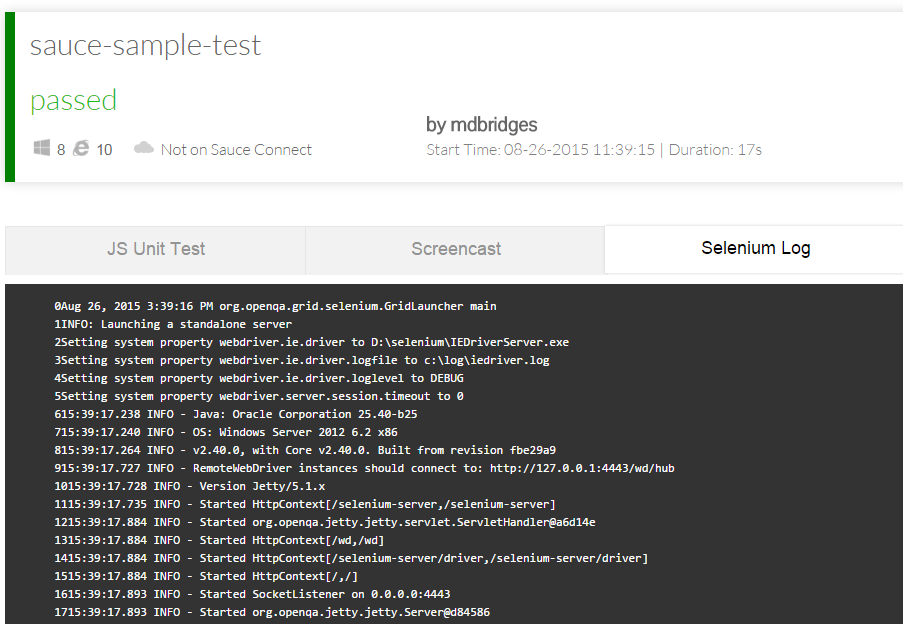 sauce-sample-test
passed
by mdbridges
8 10 Not on Sauce Connect
Start Time: 08-26-2015 11:39:15 | Duration: 17s
JS Unit Test
Screencast
Selenium Log
0Aug 26, 2015 3:39:16 PM org.openqa.grid.selenium.GridLauncher main
1INFO: Launching a standalone server
2Setting system property webdriver.ie.driver to D:\selenium\IEDriverServer.exe
3Setting system property webdriver.ie.driver.logfile to c:\log\iedriver.log
4Setting system property webdriver.ie.driver.loglevel to DEBUG
5Setting system property webdriver.server.session.timeout to 0
615:39:17.238 INFO - Java: Oracle Corporation 25.40-b25
715:39:17.240 INFO - OS: Windows Server 2012 6.2 x86
815:39:17.264 INFO - v2.40.0, with Core v2.40.0. Built from revision fbe29a9
915:39:17.727 INFO - RemoteWebDriver instances should connect to: http://127.0.0.1:4443/wd/hub
1015:39:17.728 INFO - Version Jetty/5.1.x
1115:39:17.735 INFO - Started HttpContext[/selenium-server,/selenium-server]
1215:39:17.884 INFO - Started org.openqa.jetty.jetty.servlet.ServletHandler@a6d14e
1315:39:17.884 INFO - Started HttpContext[/wd,/wd]
1415:39:17.884 INFO - Started HttpContext[/selenium-server/driver,/selenium-server/driver]
1515:39:17.884 INFO - Started HttpContext[/,/]
1615:39:17.893 INFO - Started SocketListener on 0.0.0.0:4443
1715:39:17.893 INFO - Started org.openqa.jetty.jetty.Server@d84586